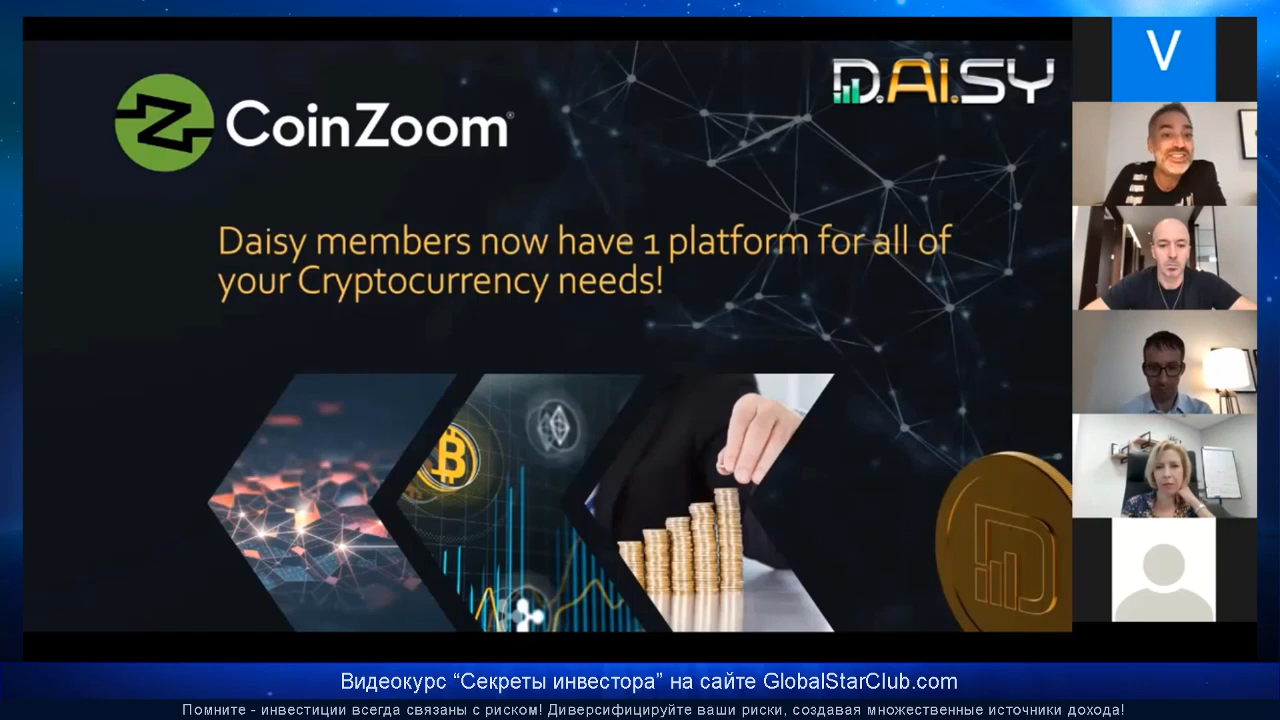 CoinZoom®
D.AI.SY
V
Daisy members now have 1 platform for all of
your Cryptocurrency needs!
Видеокурс “Секреты инвестора” на сайте GlobalStarClub.com
Помните - инвестиции всегда связаны с риском! Диверсифицируйте ваши риски, создавая множественные источники дохода!